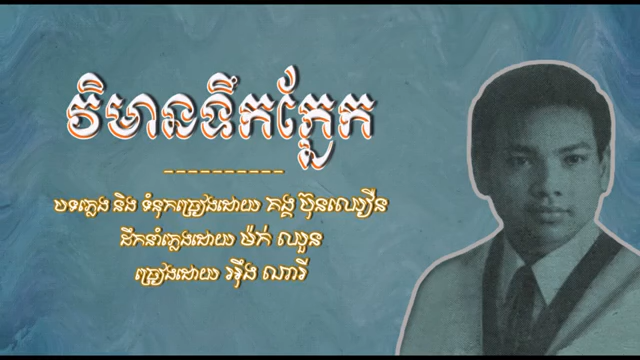 វិមានទឹកភ្នែក
បទភ្លេង និង ទំនុកច្រៀងដោយ គង្គ ប៊ុនឈឿន
ដឹកនាំភ្លេងដោយ ម៉ក់ ឈួន
ច្រៀងដោយ អ៊ឹង ណារី